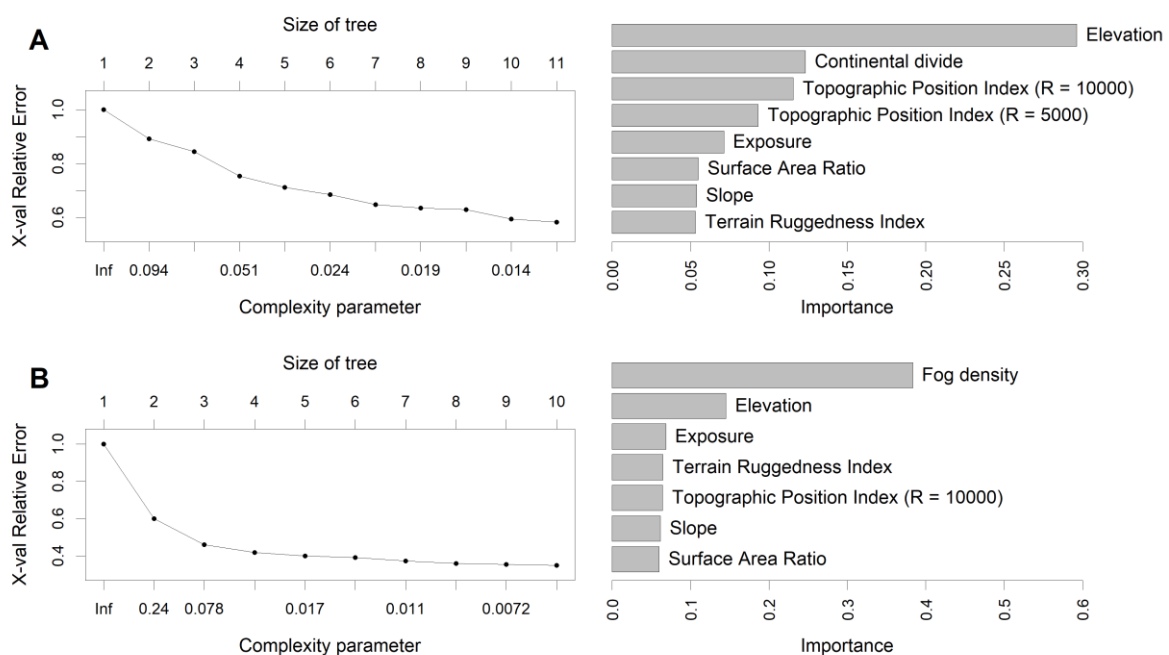 A
Size of tree
1 2 3 4 5 6 7 8 9 10 11
X-val Relative Error
1.0
0.8
0.6
Inf 0.094 0.051 0.024 0.019 0.014
Complexity parameter
Elevation
Continental divide
Topographic Position Index (R = 10000)
Topographic Position Index (R = 5000)
Exposure
Surface Area Ratio
Slope
Terrain Ruggedness Index
0.00 0.05 0.10 0.15 0.20 0.25 0.30
Importance
B
Size of tree
1 2 3 4 5 6 7 8 9 10
X-val Relative Error
1.0
0.8
0.6
0.4
Inf 0.24 0.078 0.017 0.011 0.0072
Complexity parameter
Fog density
Elevation
Exposure
Terrain Ruggedness Index
Topographic Position Index (R = 10000)
Slope
Surface Area Ratio
0.0 0.1 0.2 0.3 0.4 0.5 0.6
Importance